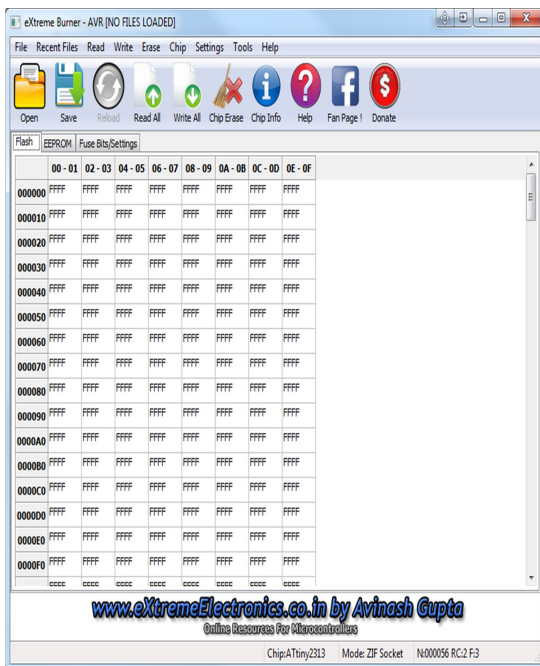 eXtreme Burner - AVR [NO FILES LOADED]
File Recent Files Read Write Erase Chip Settings Tools Help
Open Save Reload Read All Write All Chip Erase Chip Info Help Fan Page ! Donate
Flash EEPROM Fuse Bits/Settings
00 - 01 02 - 03 04 - 05 06 - 07 08 - 09 0A - 0B 0C - 0D 0E - 0F
000000 FFFF FFFF FFFF FFFF FFFF FFFF FFFF FFFF
000010 FFFF FFFF FFFF FFFF FFFF FFFF FFFF FFFF
000020 FFFF FFFF FFFF FFFF FFFF FFFF FFFF FFFF
000030 FFFF FFFF FFFF FFFF FFFF FFFF FFFF FFFF
000040 FFFF FFFF FFFF FFFF FFFF FFFF FFFF FFFF
000050 FFFF FFFF FFFF FFFF FFFF FFFF FFFF FFFF
000060 FFFF FFFF FFFF FFFF FFFF FFFF FFFF FFFF
000070 FFFF FFFF FFFF FFFF FFFF FFFF FFFF FFFF
000080 FFFF FFFF FFFF FFFF FFFF FFFF FFFF FFFF
000090 FFFF FFFF FFFF FFFF FFFF FFFF FFFF FFFF
0000A0 FFFF FFFF FFFF FFFF FFFF FFFF FFFF FFFF
0000B0 FFFF FFFF FFFF FFFF FFFF FFFF FFFF FFFF
0000C0 FFFF FFFF FFFF FFFF FFFF FFFF FFFF FFFF
0000D0 FFFF FFFF FFFF FFFF FFFF FFFF FFFF FFFF
0000E0 FFFF FFFF FFFF FFFF FFFF FFFF FFFF FFFF
0000F0 FFFF FFFF FFFF FFFF FFFF FFFF FFFF FFFF
www.eXtremeElectronics.co.in by Avinash Gupta
Online Resources For Microcontrollers
Chip:ATtiny2313 Mode: ZIF Socket N:000056 RC:2 F:3